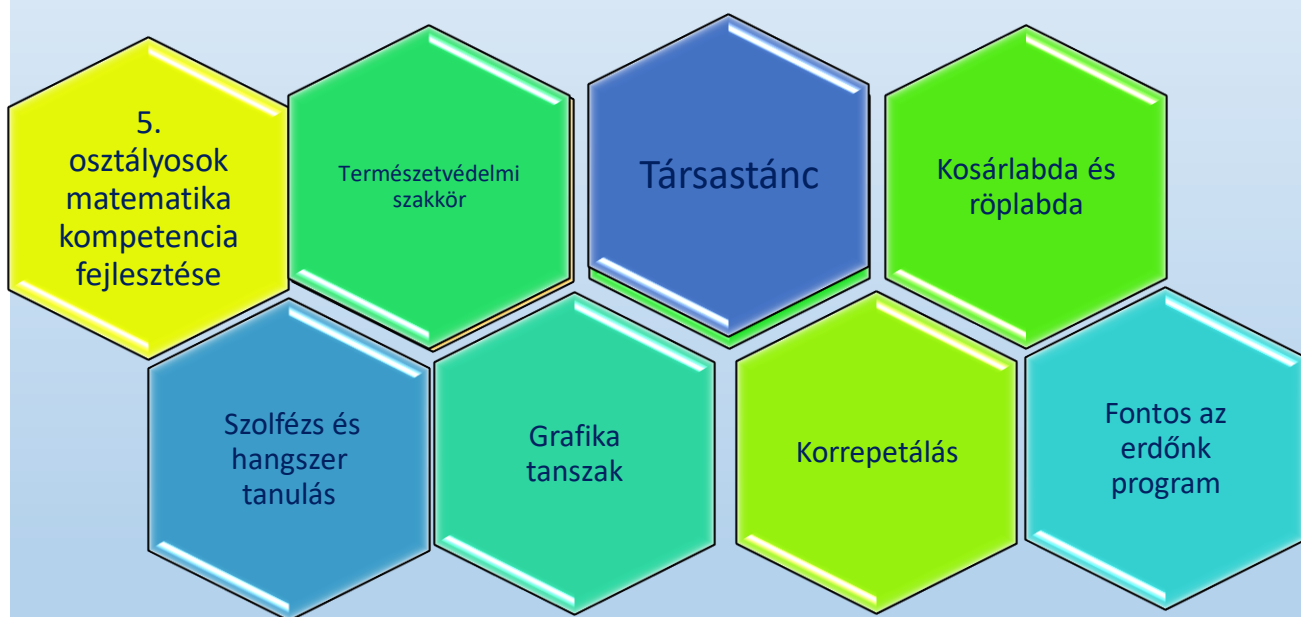 5.
osztályosok
matematika
kompetencia
fejlesztése
Természetvédelmi
szakkör
Társastánc
Kosárlabda és
röplabda
Szolfézs és
hangszer
tanulás
Grafika
tanszak
Korrepetálás
Fontos az
erdőnk
program